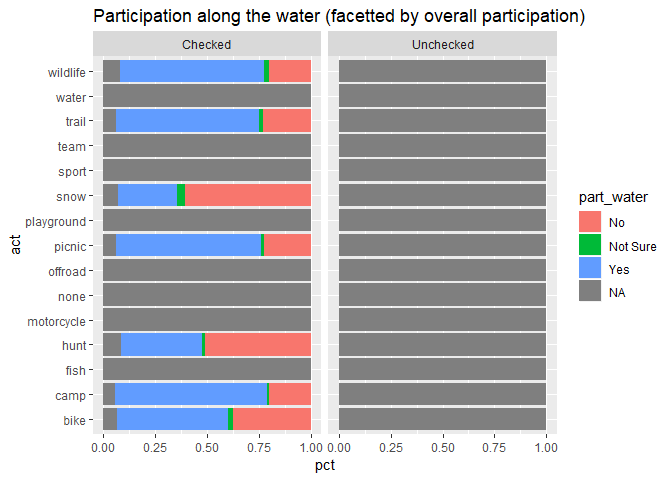 Participation along the water (facetted by overall participation)
Checked
Unchecked
wildlife
water
trail
team
sport
snow
playground
picnic
offroad
none
motorcycle
hunt
fish
camp
bike
act
0.00 0.25 0.50 0.75 1.00
0.00 0.25 0.50 0.75 1.00
pct
part_water
No
Not Sure
Yes
NA